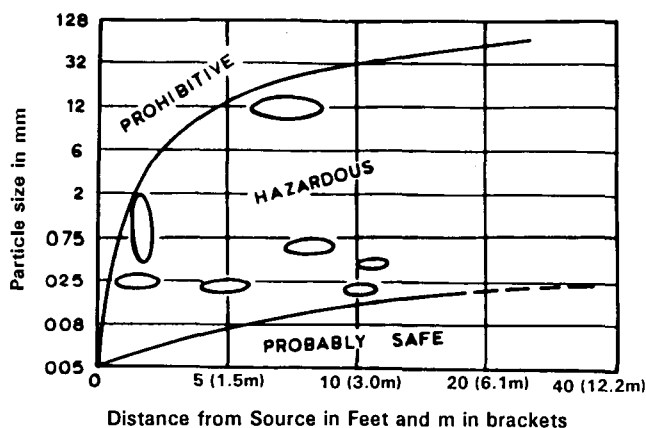 128
32
12
6
2
075
025
008
005
Particle size in mm
PROHIBITIVE
HAZARDOUS
PROBABLY SAFE
0 5 (1.5m) 10 (3.0m) 20 (6.1m) 40 (12.2m)
Distance from Source in Feet and m in brackets